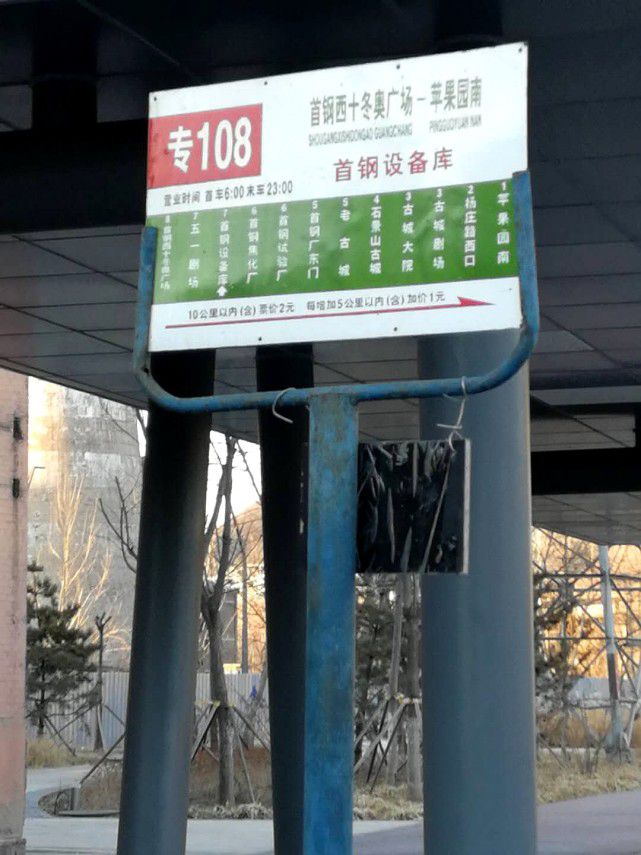 专108
首钢西十冬奥广场－苹果园南
SHOUGANGXISHIDONGAO GUANGCHANG PINGGUOYUAN NAN
首钢设备库
营业时间 首车6:00 末车23:00
8 首钢西十冬奥广场
7 五一剧场
7 首钢设备库
6 首钢焦化厂
6 首钢试验厂
5 首钢厂东门
5 老古城
4 石景山古城
3 古城大院
3 古城剧场
2 杨庄路西口
1 苹果园南
10公里以内(含)票价2元 每增加5公里以内(含)加价1元